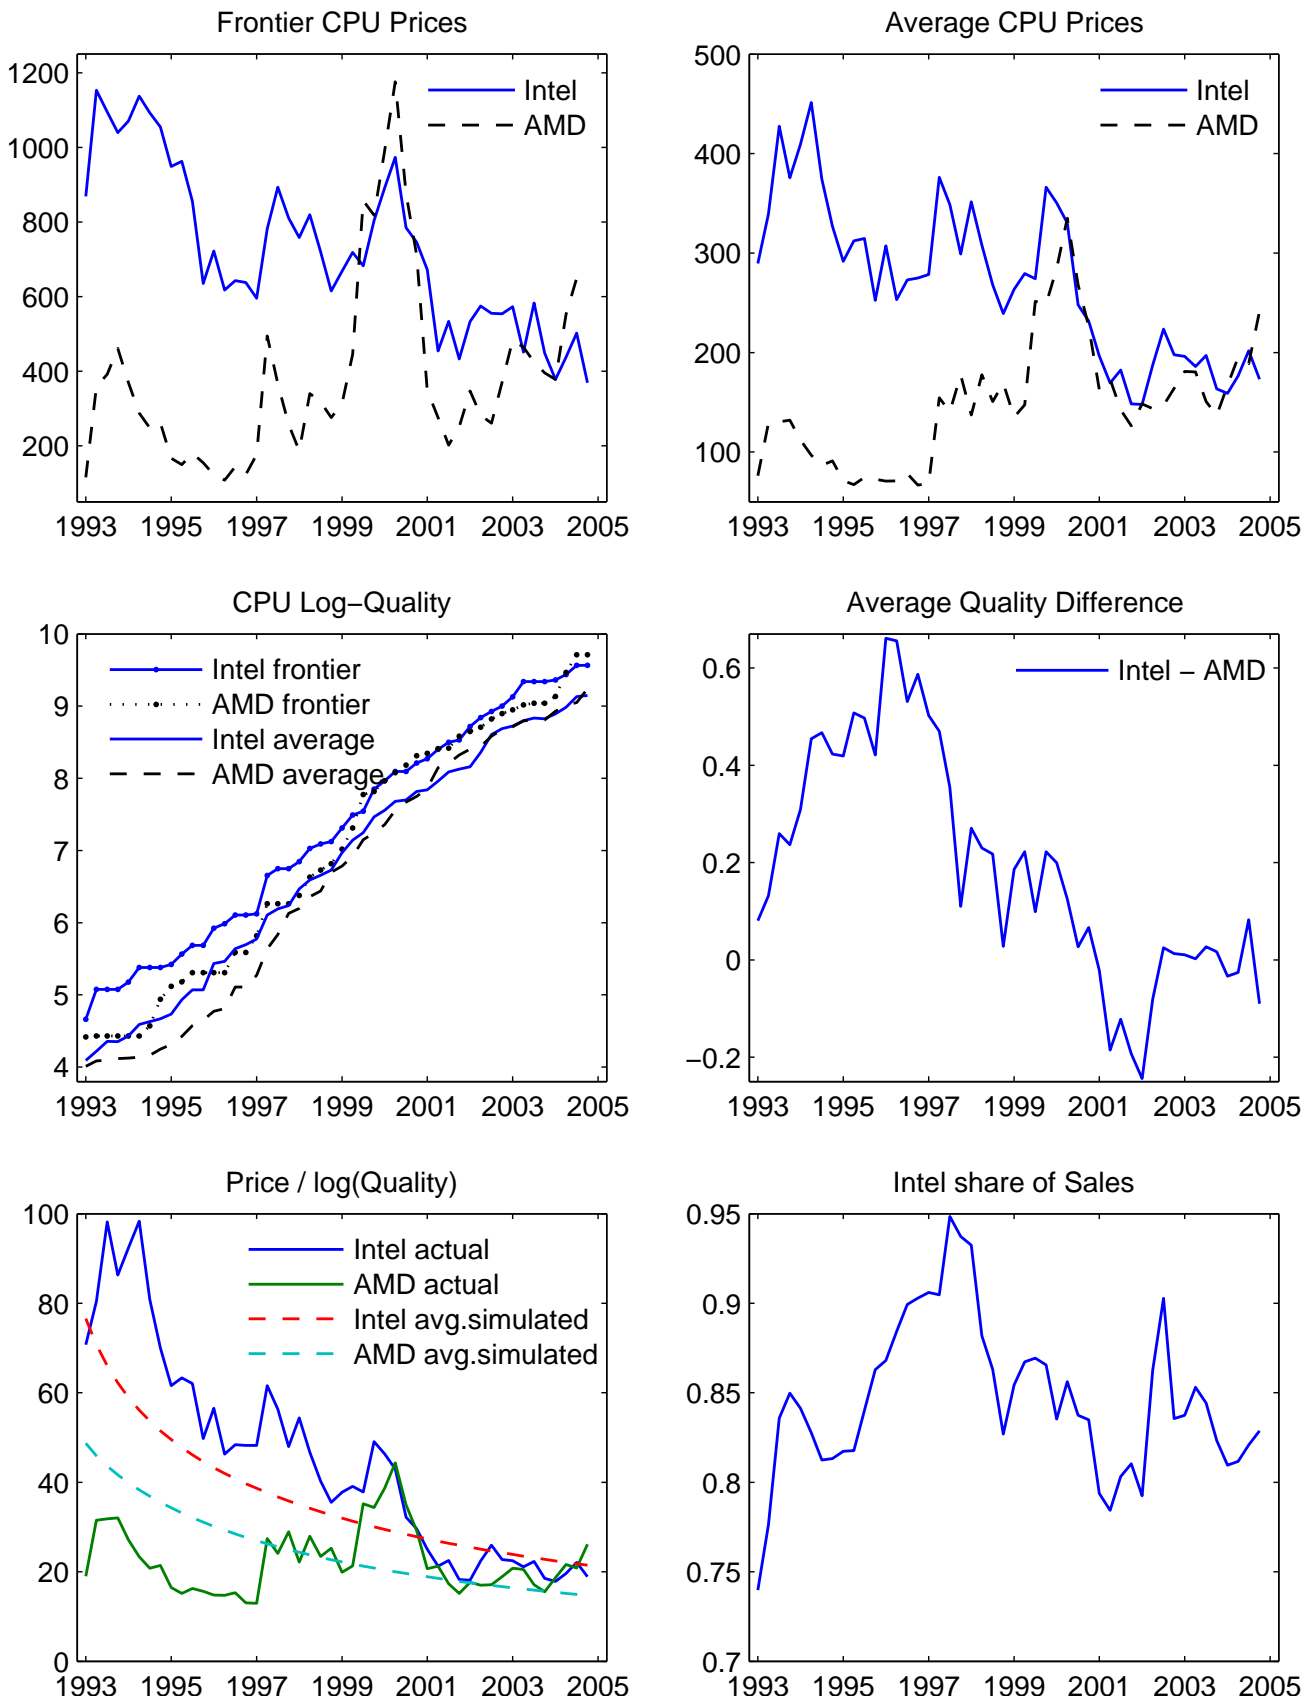 Frontier CPU Prices
1200
1000
800
600
400
200
Intel
AMD
1993 1995 1997 1999 2001 2003 2005
Average CPU Prices
500
400
300
200
100
Intel
AMD
1993 1995 1997 1999 2001 2003 2005
CPU Log−Quality
10
9
8
7
6
5
4
Intel frontier
AMD frontier
Intel average
AMD average
1993 1995 1997 1999 2001 2003 2005
Average Quality Difference
0.6
0.4
0.2
0
−0.2
Intel − AMD
1993 1995 1997 1999 2001 2003 2005
Price / log(Quality)
100
80
60
40
20
0
Intel actual
AMD actual
Intel avg.simulated
AMD avg.simulated
1993 1995 1997 1999 2001 2003 2005
Intel share of Sales
0.95
0.9
0.85
0.8
0.75
0.7
1993 1995 1997 1999 2001 2003 2005